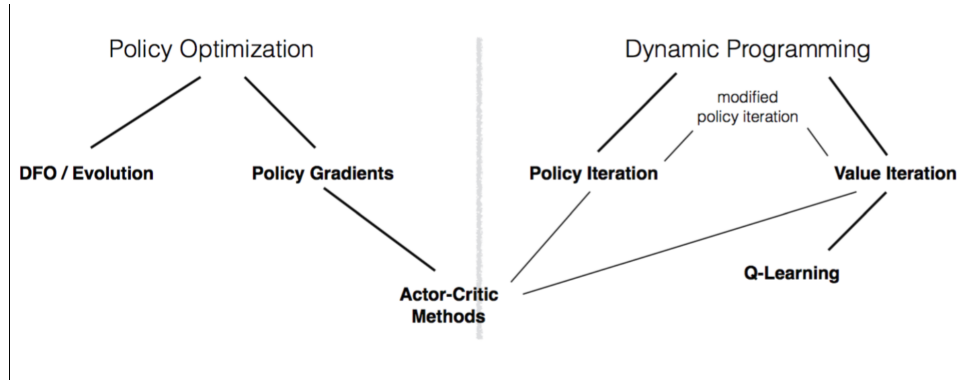 Policy Optimization
Dynamic Programming
modified
policy iteration
DFO / Evolution
Policy Gradients
Policy Iteration
Value Iteration
Q-Learning
Actor-Critic
Methods